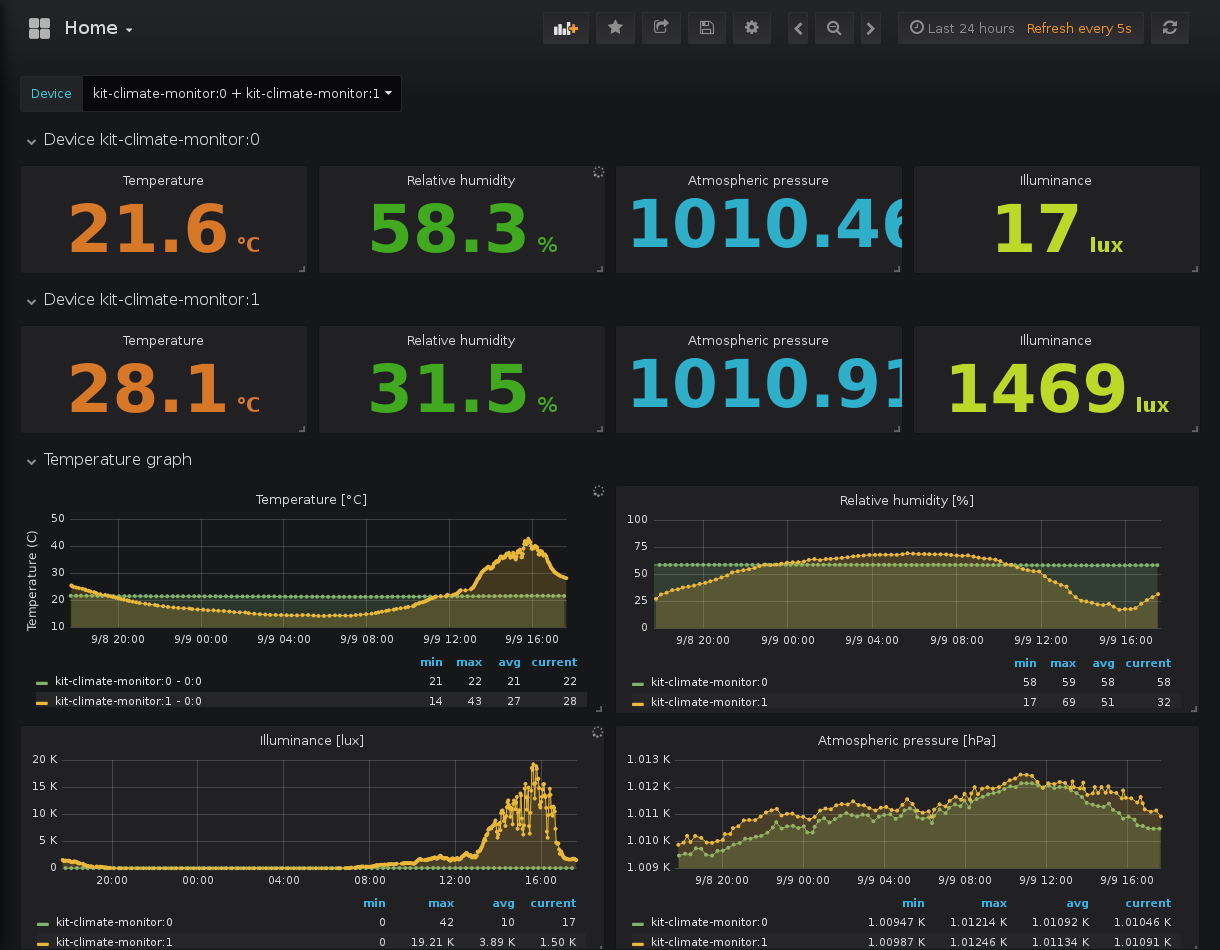 Home
Last 24 hours Refresh every 5s
Device kit-climate-monitor:0 + kit-climate-monitor:1
Device kit-climate-monitor:0
Temperature Relative humidity Atmospheric pressure Illuminance
21.6 °C 58.3 % 1010.46 17 lux
Device kit-climate-monitor:1
Temperature Relative humidity Atmospheric pressure Illuminance
28.1 °C 31.5 % 1010.91 1469 lux
Temperature graph
Temperature [°C]
Temperature (C)
50
40
30
20
10
9/8 20:00 9/9 00:00 9/9 04:00 9/9 08:00 9/9 12:00 9/9 16:00
min max avg current
kit-climate-monitor:0 - 0:0 21 22 21 22
kit-climate-monitor:1 - 0:0 14 43 27 28
Relative humidity [%]
100
75
50
25
0
9/8 20:00 9/9 00:00 9/9 04:00 9/9 08:00 9/9 12:00 9/9 16:00
min max avg current
kit-climate-monitor:0 58 59 58 58
kit-climate-monitor:1 17 69 51 32
Illuminance [lux]
20 K
15 K
10 K
5 K
0
20:00 00:00 04:00 08:00 12:00 16:00
min max avg current
kit-climate-monitor:0 0 42 10 17
kit-climate-monitor:1 0 19.21 K 3.89 K 1.50 K
Atmospheric pressure [hPa]
1.013 K
1.012 K
1.011 K
1.010 K
1.009 K
9/8 20:00 9/9 00:00 9/9 04:00 9/9 08:00 9/9 12:00 9/9 16:00
min max avg current
kit-climate-monitor:0 1.00947 K 1.01214 K 1.01092 K 1.01046 K
kit-climate-monitor:1 1.00987 K 1.01246 K 1.01134 K 1.01091 K